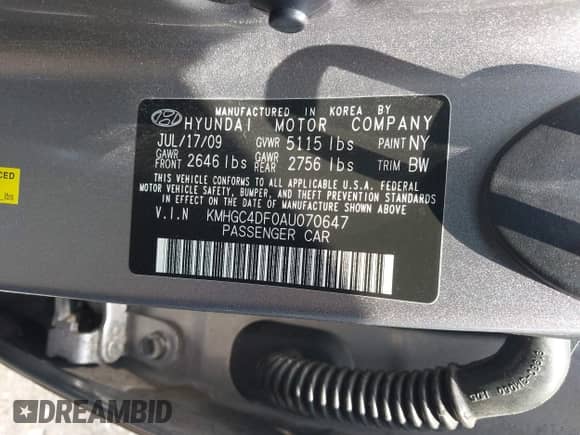 MANUFACTURED IN KOREA BY
HYUNDAI MOTOR COMPANY
JUL/17/09 GVWR 5115 lbs PAINT NY
GAWR FRONT 2646 lbs GAWR REAR 2756 lbs TRIM BW
THIS VEHICLE CONFORMS TO ALL APPLICABLE U.S.A. FEDERAL
MOTOR VEHICLE SAFETY, BUMPER, AND THEFT PREVENTION STANDARDS
IN EFFECT ON THE DATE OF MANUFACTURE SHOWN ABOVE.
V.I.N KMHGC4DF0AU070647
PASSENGER CAR
CED
lbs
DREAMBID